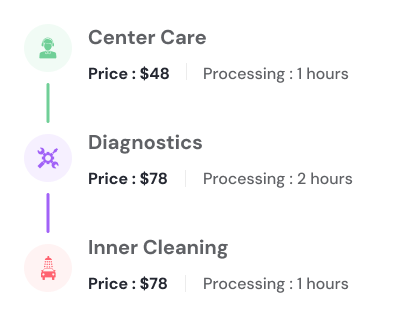 Center Care
Price : $48 Processing : 1 hours
Diagnostics
Price : $78 Processing : 2 hours
Inner Cleaning
Price : $78 Processing : 1 hours